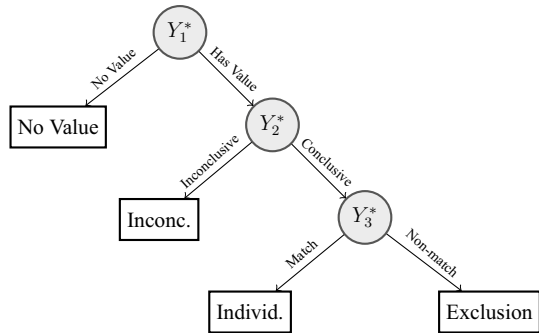 Y₁*
No Value
Has Value
No Value
Y₂*
Inconclusive
Conclusive
Inconc.
Y₃*
Match
Non-match
Individ.
Exclusion